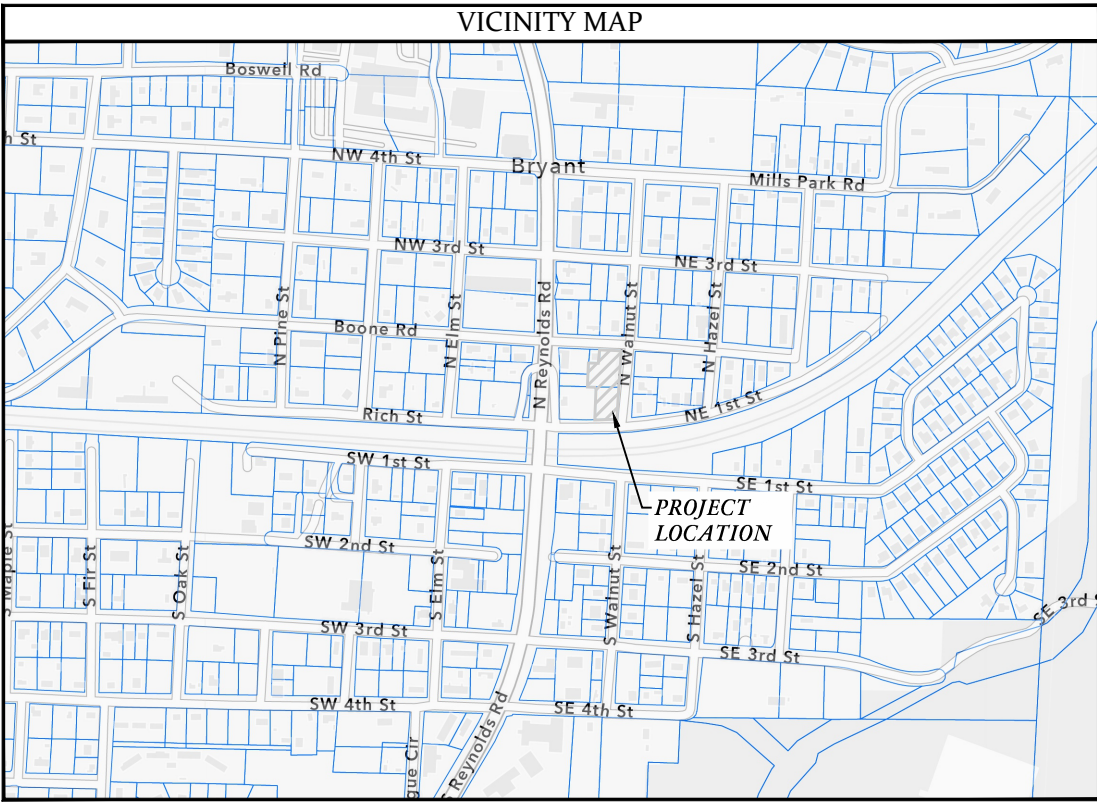 VICINITY MAP
Boswell Rd
h St
NW 4th St
Bryant
Mills Park Rd
NW 3rd St
NE 3rd St
N Pine St
Boone Rd
N Elm St
N Reynolds Rd
N Walnut St
N Hazel St
Rich St
NE 1st St
SW 1st St
SE 1st St
PROJECT
LOCATION
SW 2nd St
SE 2nd St
S Maple St
S Fir St
S Oak St
S Elm St
S Walnut St
S Hazel St
SE 3rd S
SW 3rd St
SE 3rd St
SW 4th St
SE 4th St
gue Cir
S Reynolds Rd